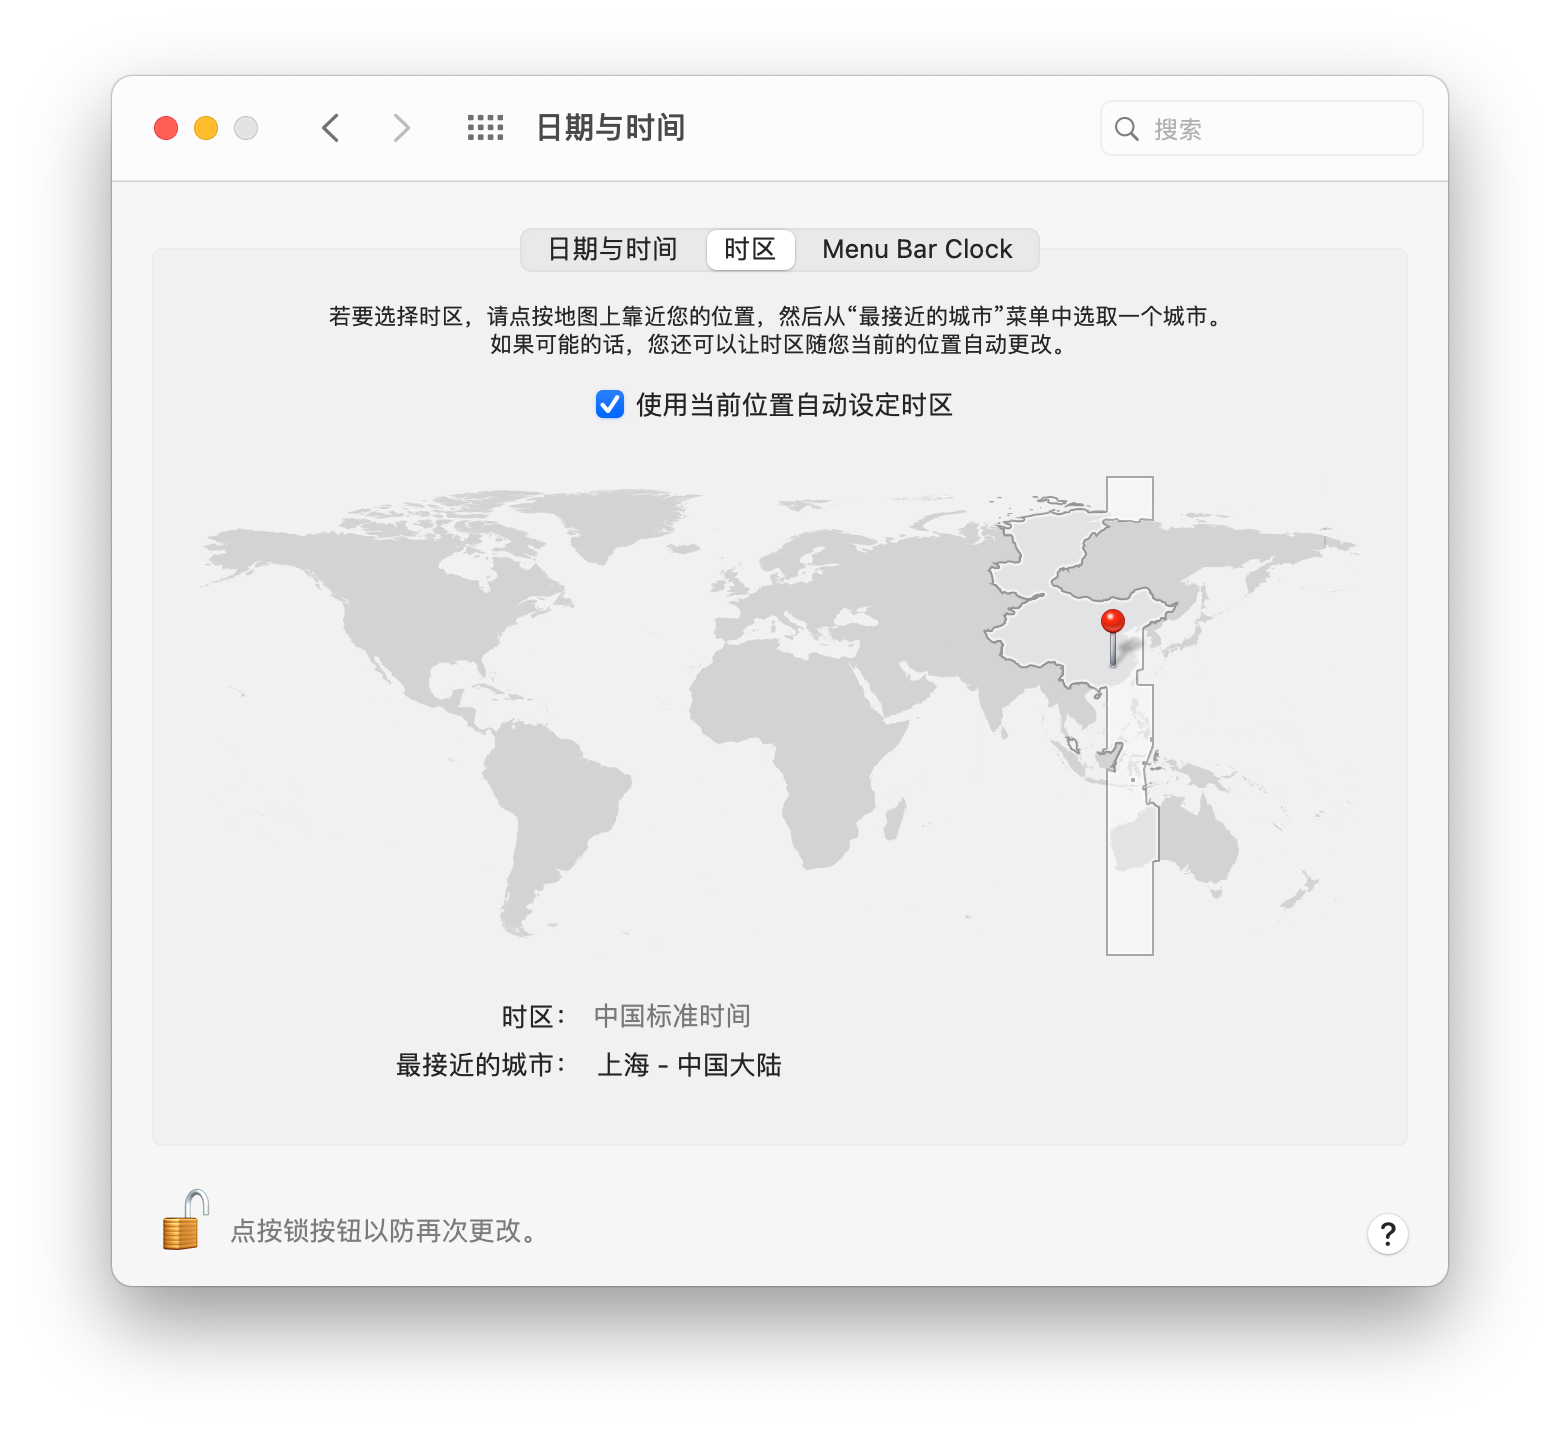 日期与时间
搜索
日期与时间 时区 Menu Bar Clock
若要选择时区，请点按地图上靠近您的位置，然后从“最接近的城市”菜单中选取一个城市。
如果可能的话，您还可以让时区随您当前的位置自动更改。
使用当前位置自动设定时区
时区： 中国标准时间
最接近的城市： 上海 - 中国大陆
点按锁按钮以防再次更改。
?